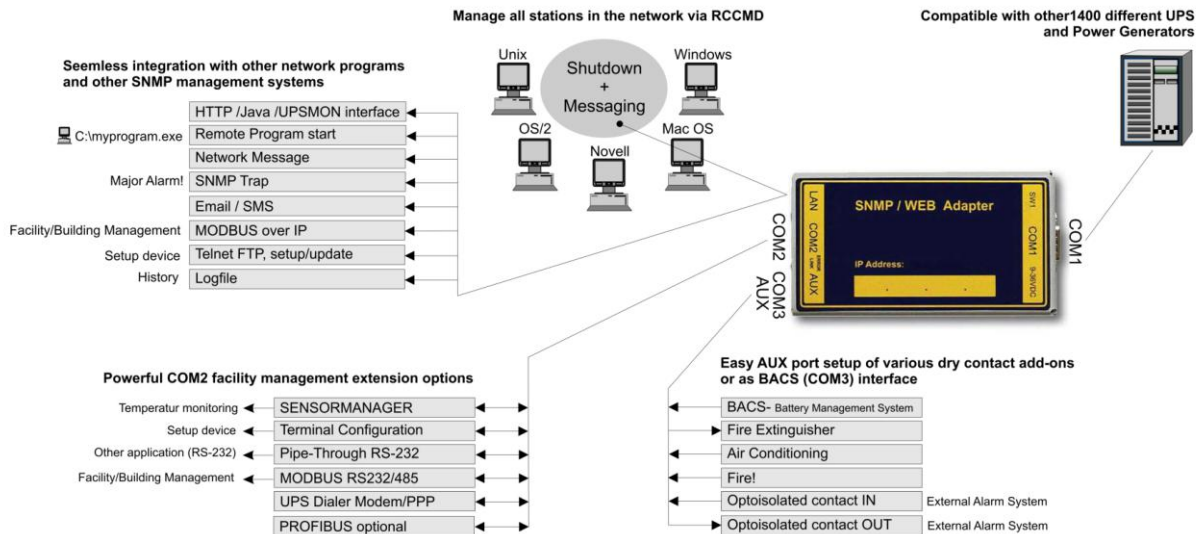 Manage all stations in the network via RCCMD
Compatible with other1400 different UPS
and Power Generators
Seemless integration with other network programs
and other SNMP management systems
HTTP /Java /UPSMON interface
C:\myprogram.exe Remote Program start
Network Message
Major Alarm! SNMP Trap
Email / SMS
Facility/Building Management MODBUS over IP
Setup device Telnet FTP, setup/update
History Logfile
Unix
Windows
Shutdown
+
Messaging
OS/2
Mac OS
Novell
LAN COM2 ERROR LINK AUX
SNMP / WEB Adapter
IP Address:
. . .
SW1 COM1 9-36VDC
COM2
COM3
AUX
COM1
Powerful COM2 facility management extension options
Temperatur monitoring SENSORMANAGER
Setup device Terminal Configuration
Other application (RS-232) Pipe-Through RS-232
Facility/Building Management MODBUS RS232/485
UPS Dialer Modem/PPP
PROFIBUS optional
Easy AUX port setup of various dry contact add-ons
or as BACS (COM3) interface
BACS- Battery Management System
Fire Extinguisher
Air Conditioning
Fire!
Optoisolated contact IN External Alarm System
Optoisolated contact OUT External Alarm System